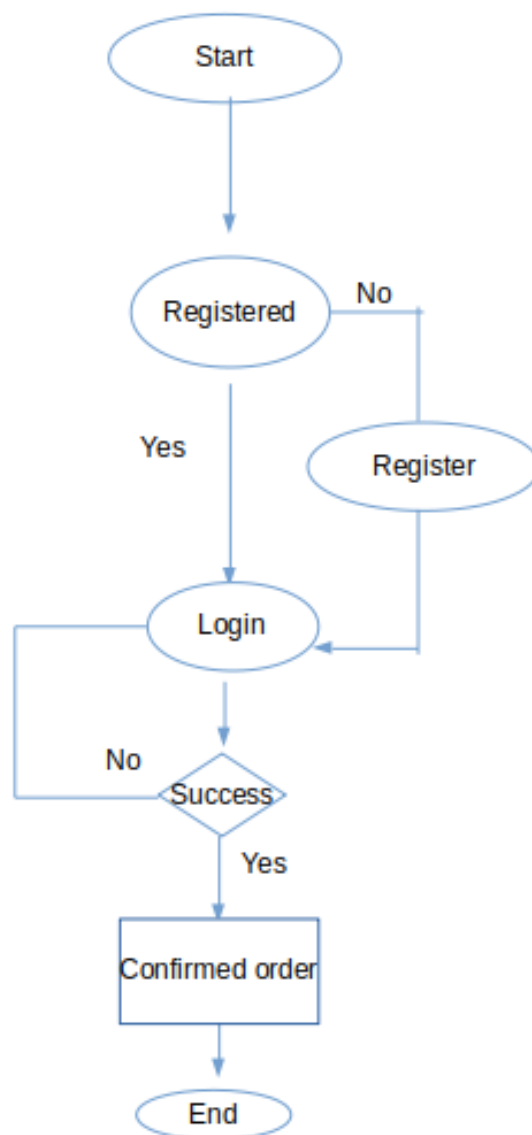 Start
Registered
No
Yes
Register
Login
No
Success
Yes
Confirmed order
End